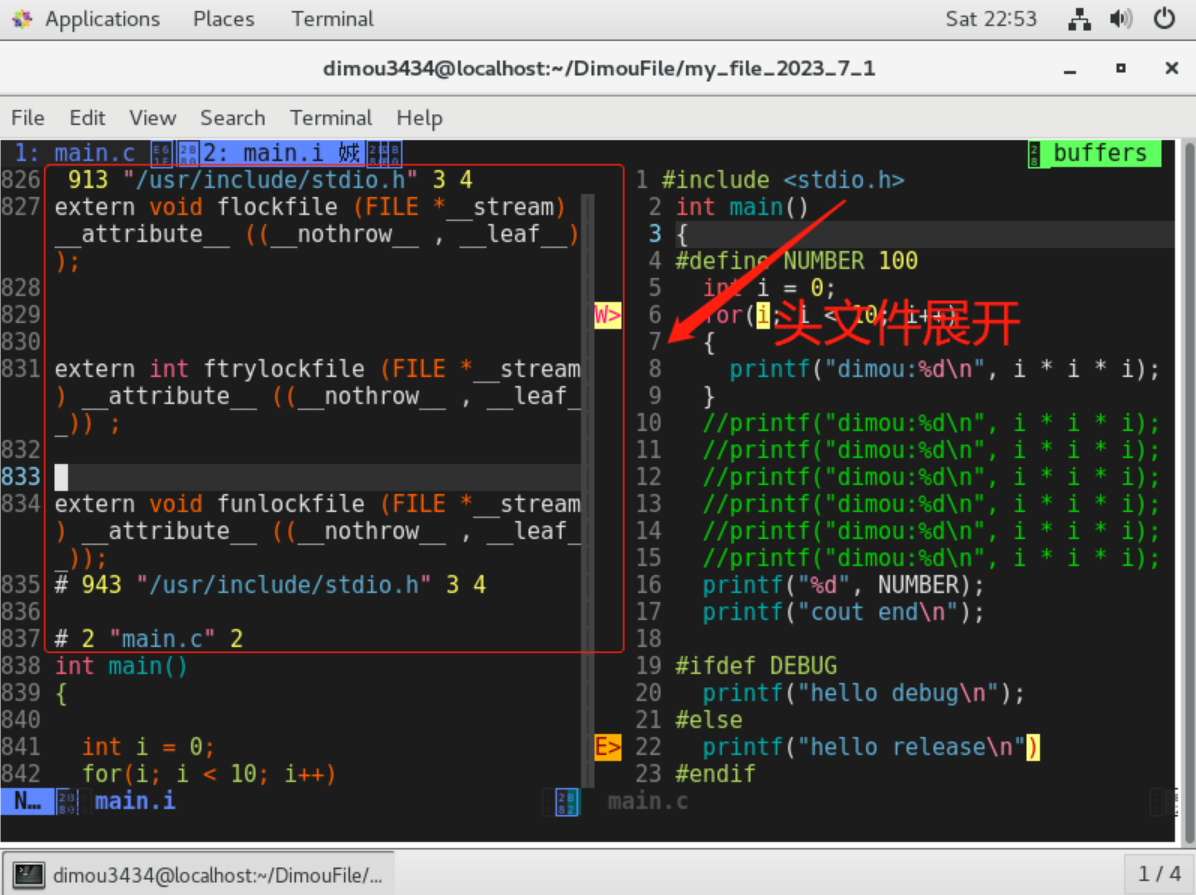 Applications Places Terminal Sat 22:53
dimou3434@localhost:~/DimouFile/my_file_2023_7_1
File Edit View Search Terminal Help
1: main.c 2: main.i buffers
826 913 "/usr/include/stdio.h" 3 4
827 extern void flockfile (FILE *__stream)
__attribute__ ((__nothrow__ , __leaf__)
);
828
829
830
831 extern int ftrylockfile (FILE *__stream
) __attribute__ ((__nothrow__ , __leaf_
_)) ;
832
833
834 extern void funlockfile (FILE *__stream
) __attribute__ ((__nothrow__ , __leaf_
_));
835 # 943 "/usr/include/stdio.h" 3 4
836
837 # 2 "main.c" 2
838 int main()
839 {
840
841 int i = 0;
842 for(i; i < 10; i++)
N… main.i
1 #include <stdio.h>
2 int main()
3 {
4 #define NUMBER 100
5 int i = 0;
W> 6 for(i; i < 10; i++)
头文件展开
7 {
8 printf("dimou:%d\n", i * i * i);
9 }
10 //printf("dimou:%d\n", i * i * i);
11 //printf("dimou:%d\n", i * i * i);
12 //printf("dimou:%d\n", i * i * i);
13 //printf("dimou:%d\n", i * i * i);
14 //printf("dimou:%d\n", i * i * i);
15 //printf("dimou:%d\n", i * i * i);
16 printf("%d", NUMBER);
17 printf("cout end\n");
18
19 #ifdef DEBUG
20 printf("hello debug\n");
21 #else
E> 22 printf("hello release\n")
23 #endif
main.c
dimou3434@localhost:~/DimouFile/...
1 / 4